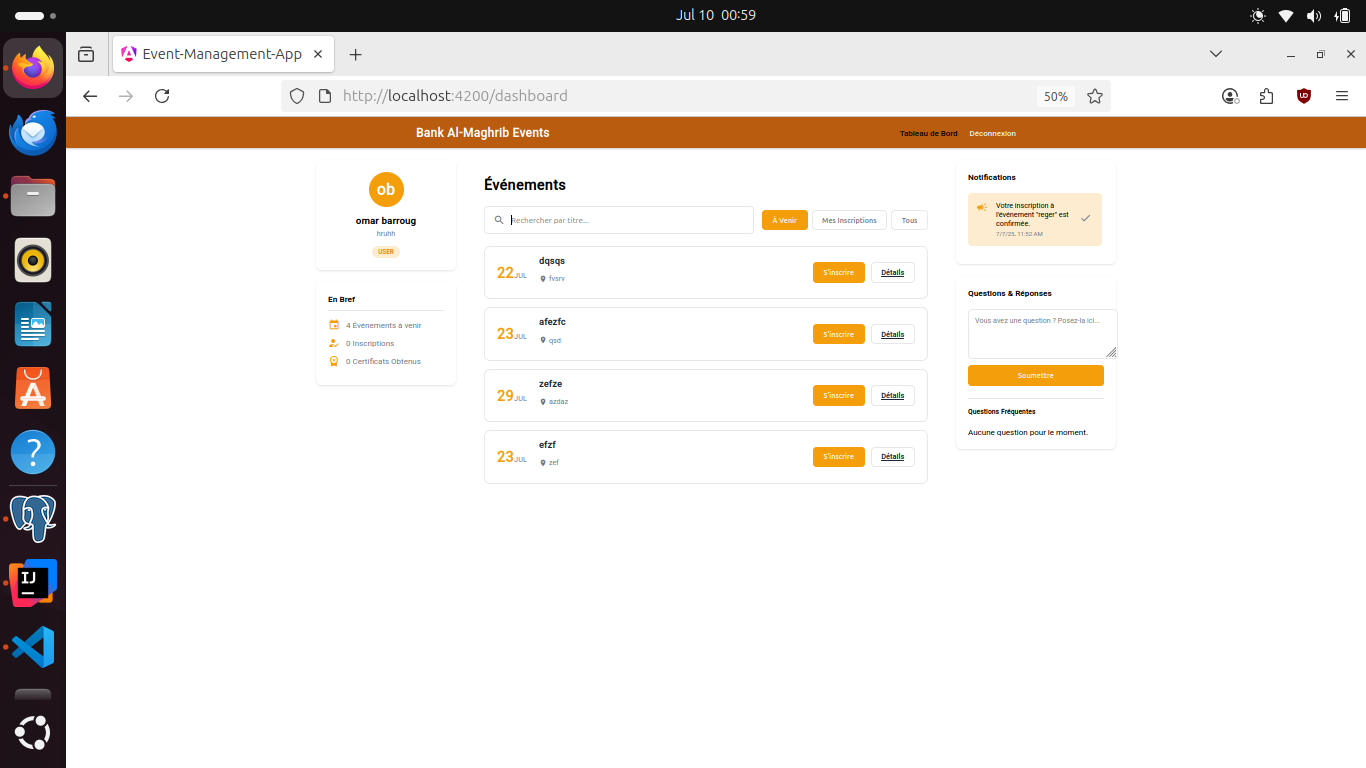 Jul 10 00:59
Event-Management-App
http://localhost:4200/dashboard
50%
Bank Al-Maghrib Events
Tableau de Bord
Déconnexion
ob
omar barroug
hruhh
USER
En Bref
4 Événements à venir
0 Inscriptions
0 Certificats Obtenus
Événements
Rechercher par titre...
À Venir
Mes Inscriptions
Tous
22 JUL
dqsqs
fvsrv
S'inscrire
Détails
23 JUL
afezfc
qsd
S'inscrire
Détails
29 JUL
zefze
azdaz
S'inscrire
Détails
23 JUL
efzf
zef
S'inscrire
Détails
Notifications
Votre inscription à
l'événement "reger" est
confirmée.
7/7/25, 11:52 AM
Questions & Réponses
Vous avez une question ? Posez-la ici...
Soumettre
Questions Fréquentes
Aucune question pour le moment.